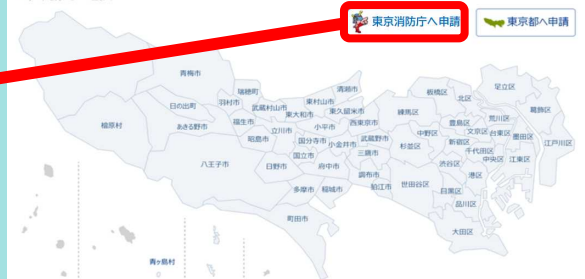 東京消防庁へ申請
東京都へ申請
青梅市
奥多摩町
瑞穂町
清瀬市
足立区
板橋区
北区
日の出町
羽村市
武蔵村山市
東村山市
東大和市
東久留米市
練馬区
葛飾区
檜原村
あきる野市
福生市
立川市
小平市
西東京市
豊島区
荒川区
昭島市
国分寺市
小金井市
武蔵野市
中野区
文京区
台東区
墨田区
江戸川区
八王子市
国立市
三鷹市
杉並区
新宿区
千代田区
日野市
府中市
渋谷区
中央区
江東区
調布市
港区
多摩市
稲城市
狛江市
世田谷区
目黒区
品川区
町田市
大田区
青ヶ島村